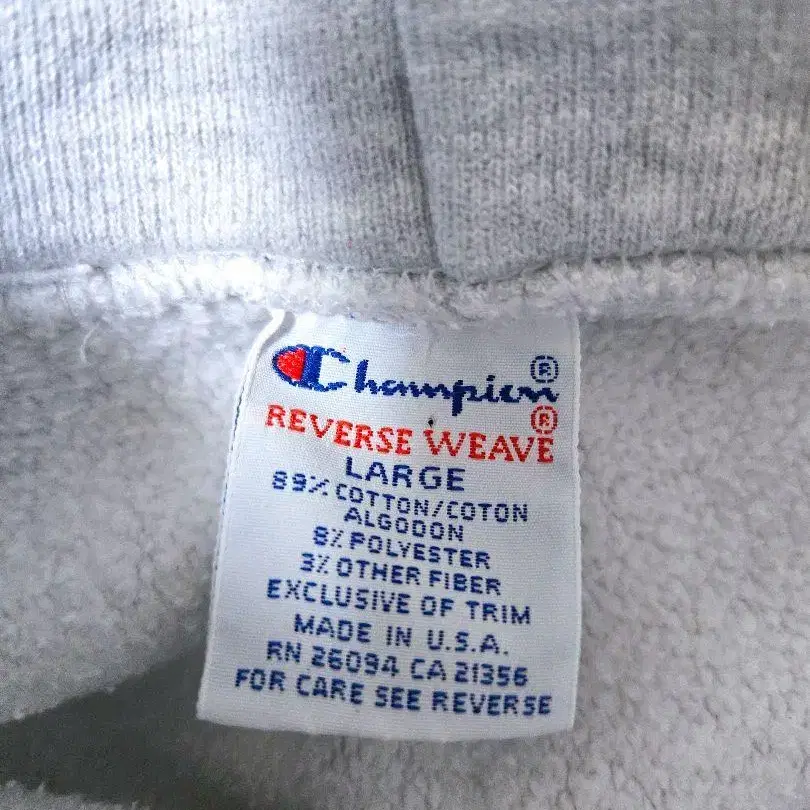 Champion ®
REVERSE WEAVE ®
LARGE
89% COTTON/COTON
ALGODON
8% POLYESTER
3% OTHER FIBER
EXCLUSIVE OF TRIM
MADE IN U.S.A.
RN 26094 CA 21356
FOR CARE SEE REVERSE